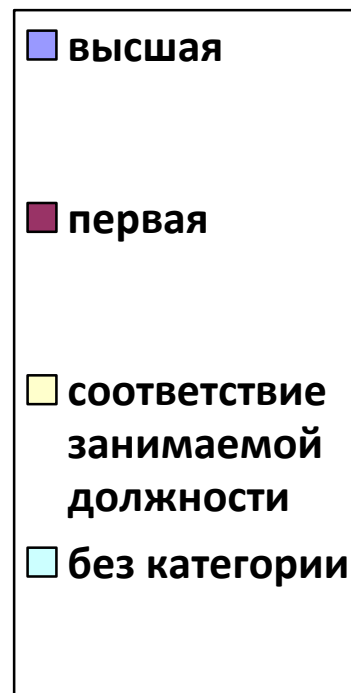 высшая
первая
соответствие
занимаемой
должности
без категории